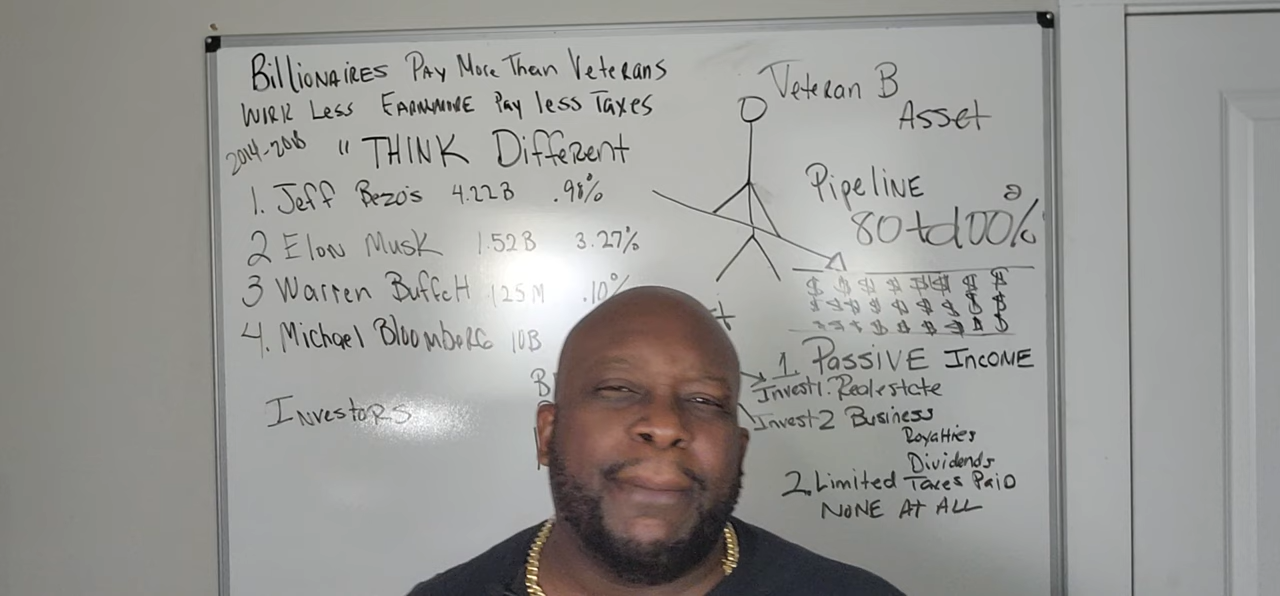 BILLIONAIRES PAY MORE THAN VETERANS
WIRK LESS EARNMORE Pay less Taxes
2014-2018 " THINK Different
1. Jeff Bezo's 4.22B .98%
2 Elon Musk 1.52B 3.27%
3 Warren Buffett 125M .10%
4. Michael Bloomberg 10B
B
Investors
Veteran B
Asset
Pipeline
80 to 100%
$ $ $ $ $ $ $ $ $
$ $ $ $ $ $ $ $ $
$ $ $ $ $ $ $ $ $
1. PASSIVE INCOME
Invest 1. Realestate
Invest 2 Business
Royalties
Dividends
2. Limited Taxes Paid
NONE AT ALL